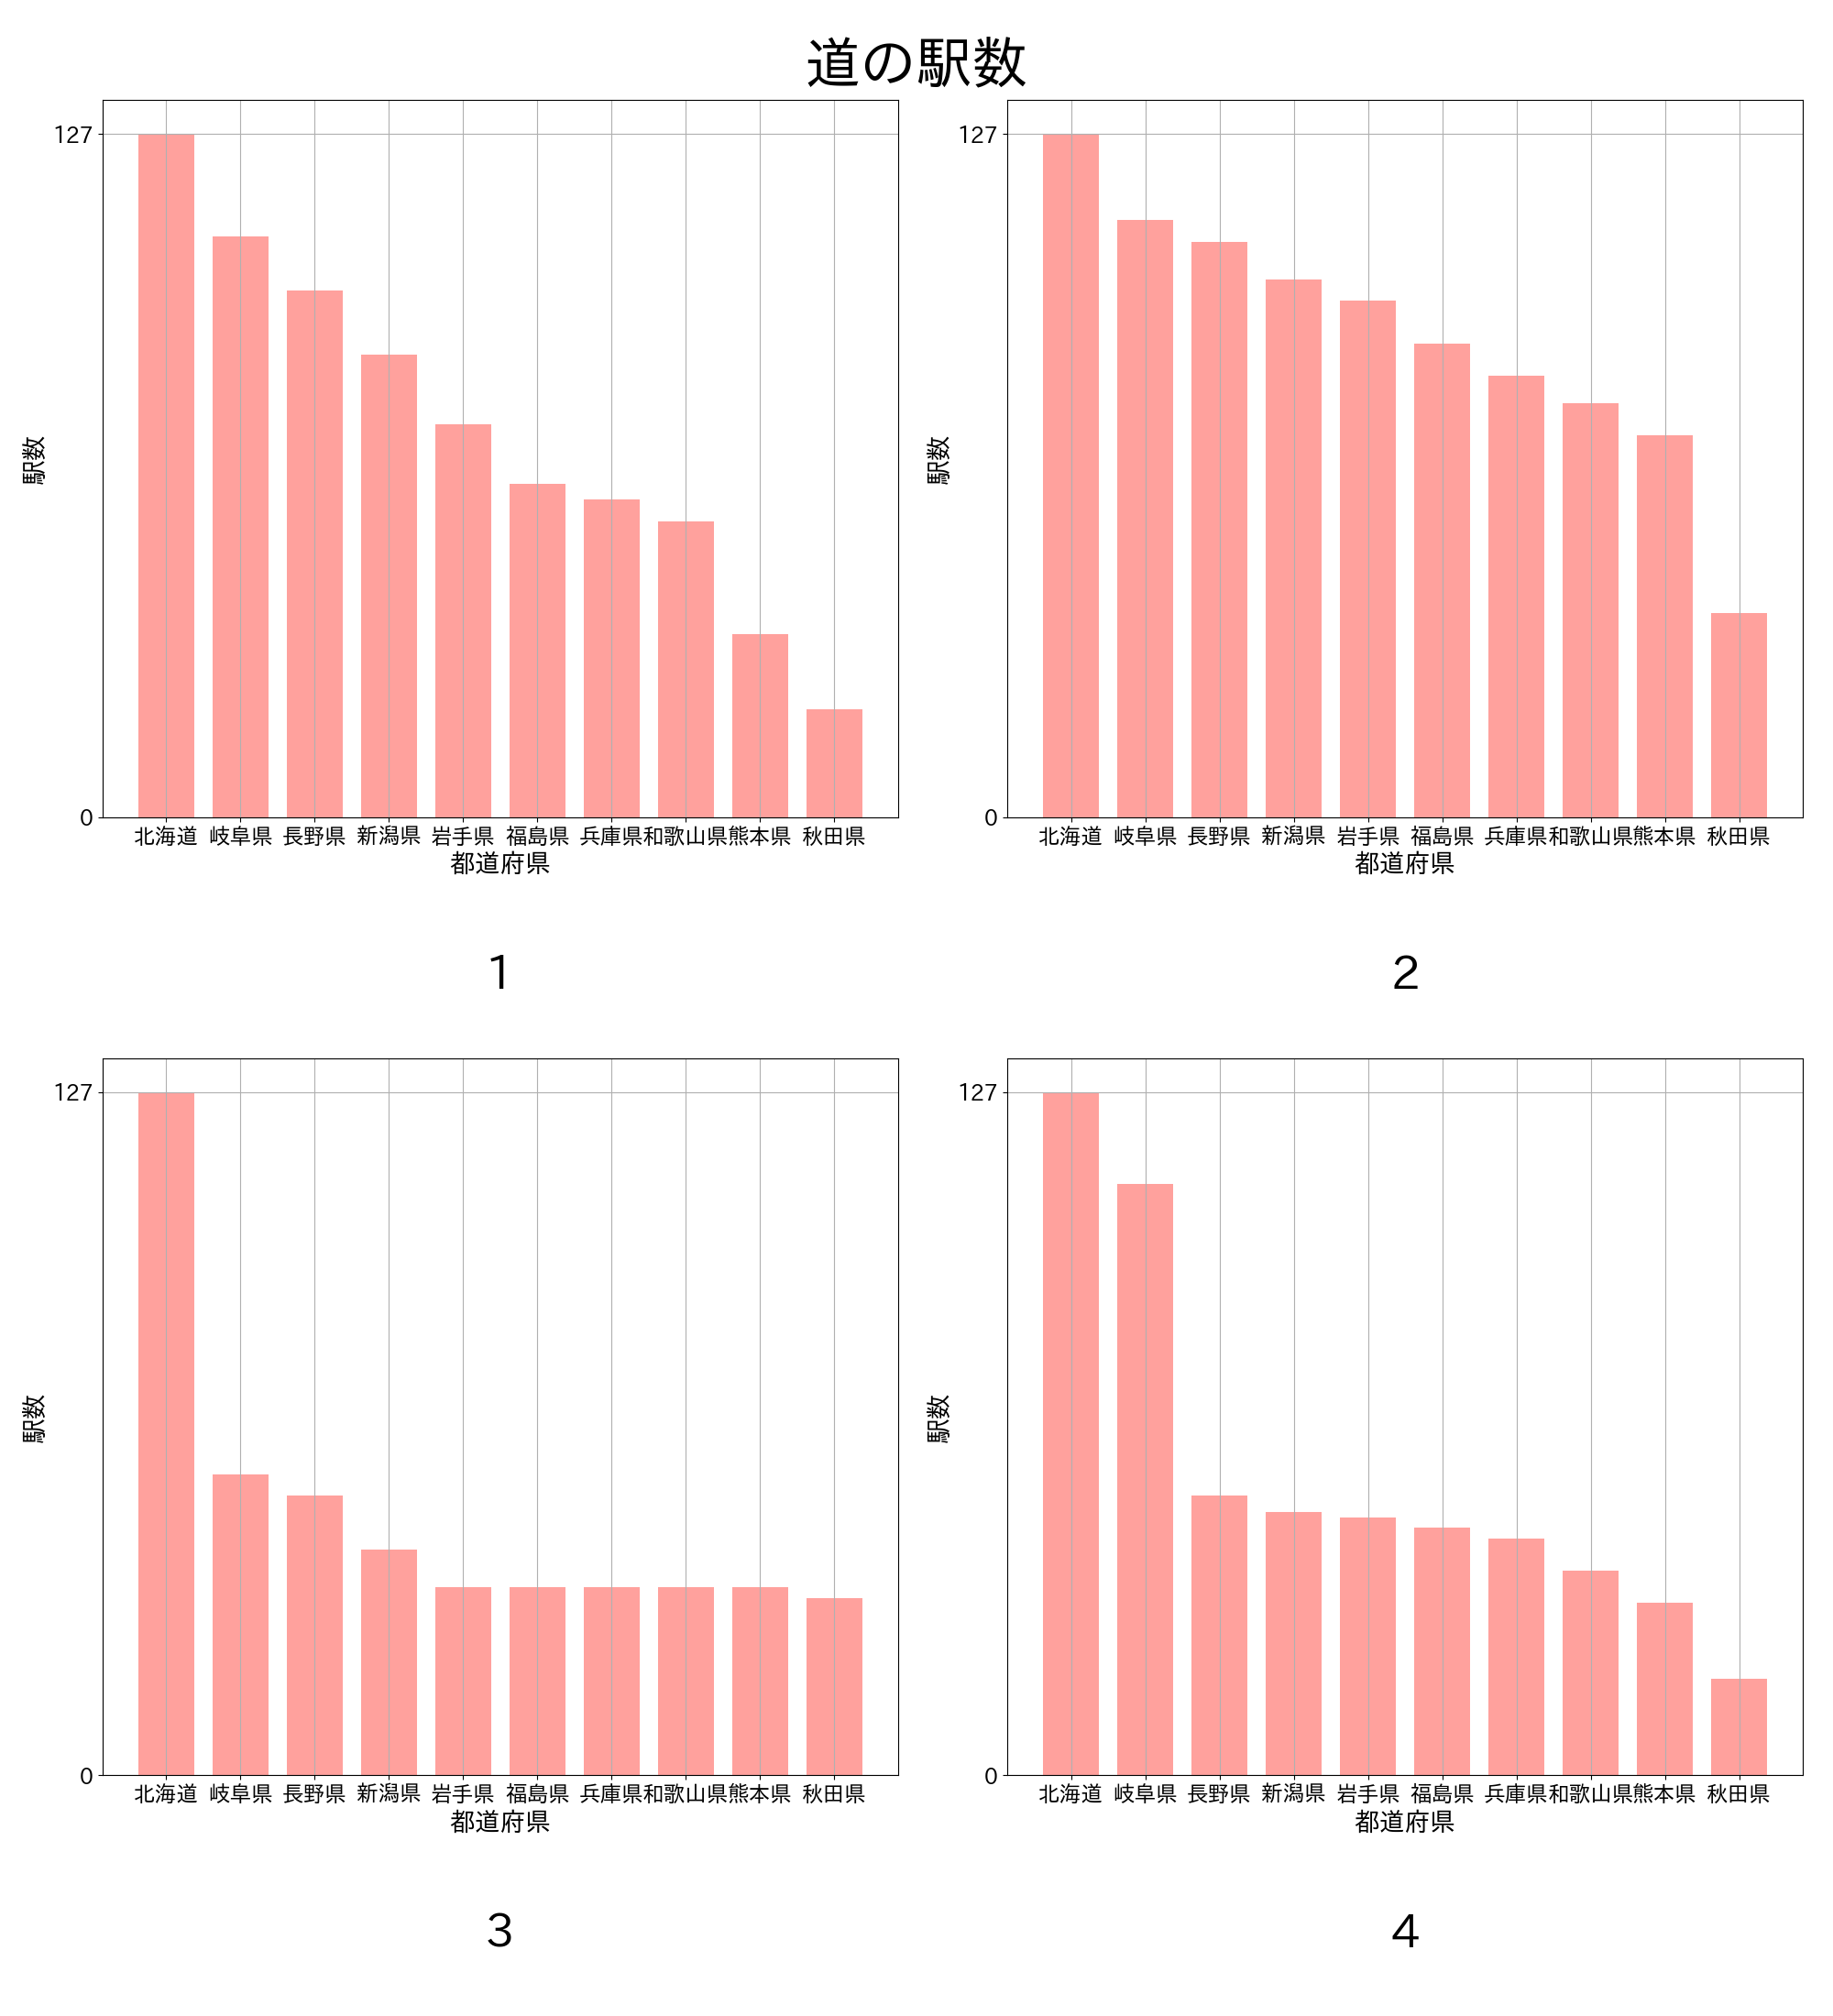 道の駅数
127
0
駅数
北海道 岐阜県 長野県 新潟県 岩手県 福島県 兵庫県 和歌山県 熊本県 秋田県
都道府県
1
127
0
駅数
北海道 岐阜県 長野県 新潟県 岩手県 福島県 兵庫県 和歌山県 熊本県 秋田県
都道府県
2
127
0
駅数
北海道 岐阜県 長野県 新潟県 岩手県 福島県 兵庫県 和歌山県 熊本県 秋田県
都道府県
3
127
0
駅数
北海道 岐阜県 長野県 新潟県 岩手県 福島県 兵庫県 和歌山県 熊本県 秋田県
都道府県
4